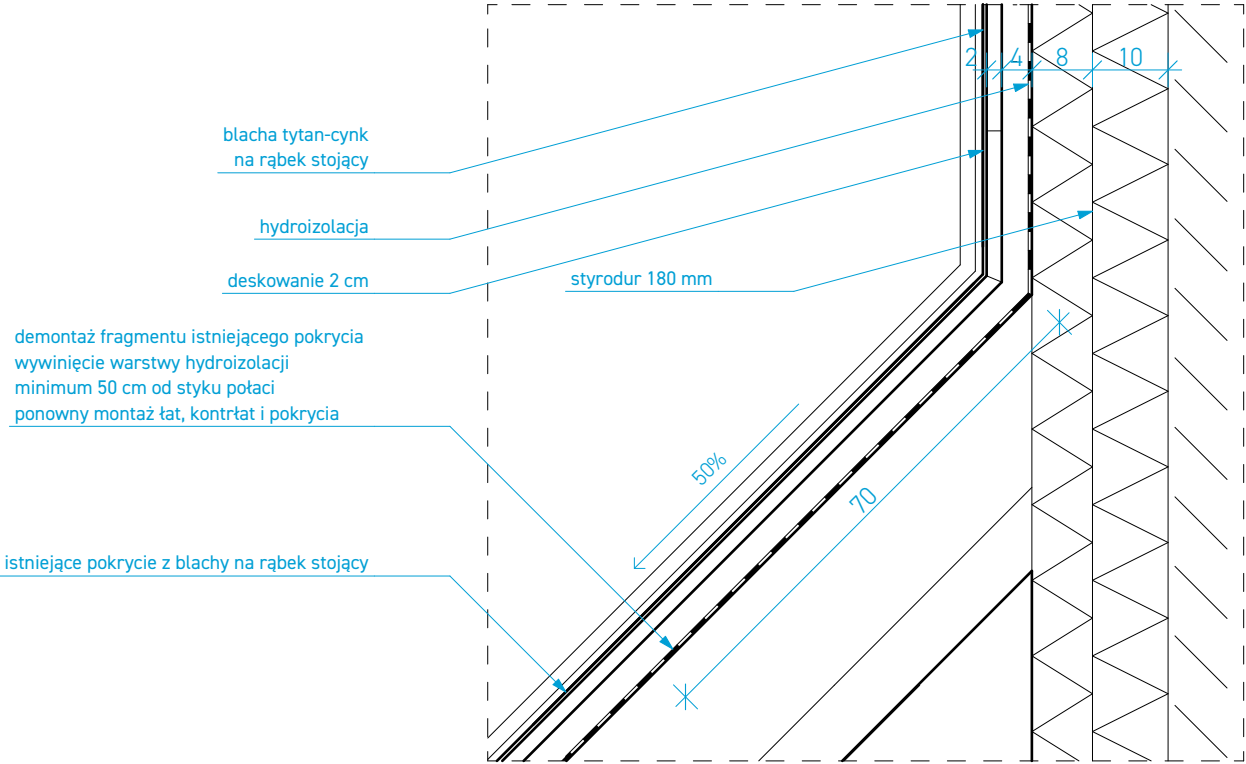 2 4 8 10
blacha tytan-cynk
na rąbek stojący
hydroizolacja
deskowanie 2 cm
styrodur 180 mm
demontaż fragmentu istniejącego pokrycia
wywinięcie warstwy hydroizolacji
minimum 50 cm od styku połaci
ponowny montaż łat, kontrłat i pokrycia
50%
70
istniejące pokrycie z blachy na rąbek stojący